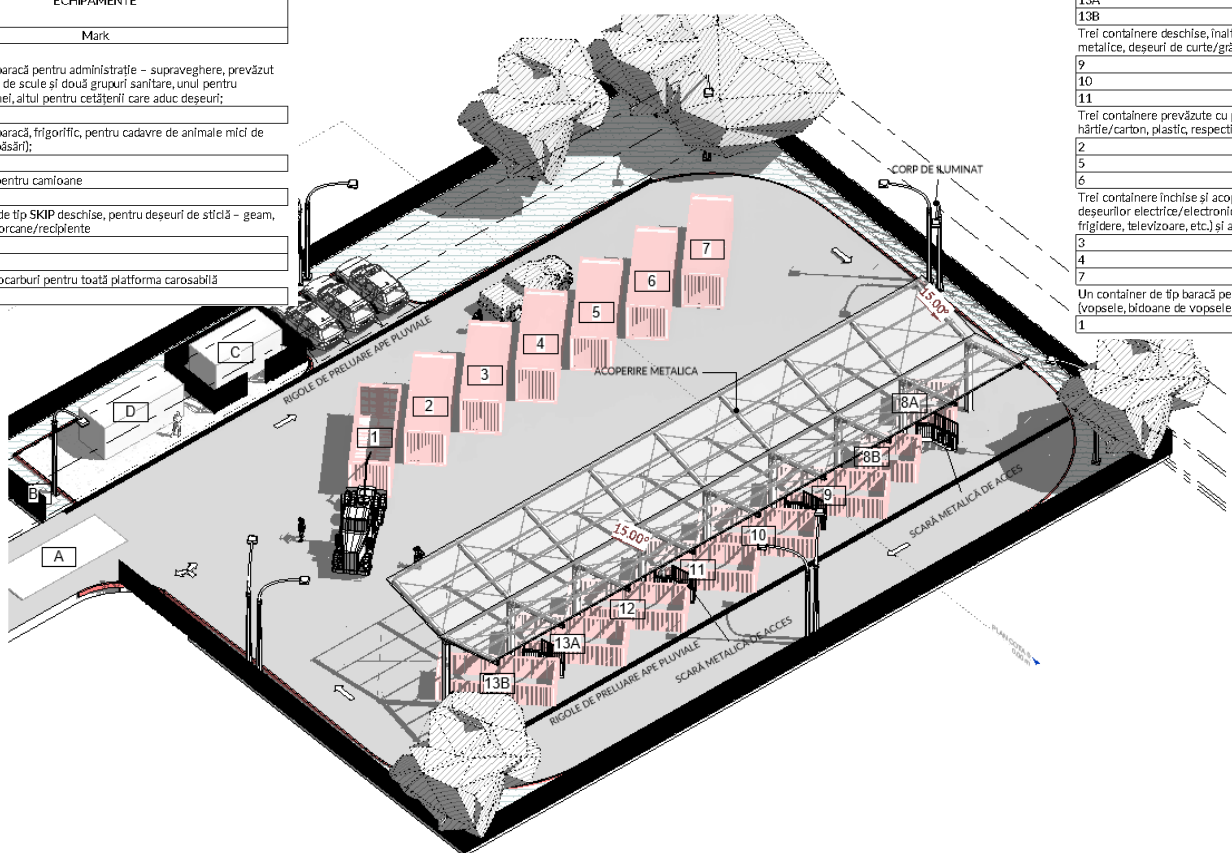 ECHIPAMENTE
Mark
baracă pentru administrație – supraveghere, prevăzut
de scule și două grupuri sanitare, unul pentru
altul pentru cetățenii care aduc deșeuri;
baracă, frigorific, pentru cadavre de animale mici de
pentru camioane
de tip SKIP deschise, pentru deșeuri de sticlă – geam,
orcane/recipiente
ocarburi pentru toată platforma carosabilă
13A
13B
Trei containere deschise, înalt
metalice, deșeuri de curte/gră
9
10
11
Trei containere prevăzute cu p
hârtie/carton, plastic, respecti
2
5
6
Trei containere închise și acop
deșeurilor electrice/electroni
frigidere, televizoare, etc.) și a
3
4
7
Un container de tip baracă pe
(vopsele, bidoane de vopsele
1
CORP DE ILUMINAT
7
6
15.00°
5
C
RIGOLE DE PRELUARE APE PLUVIALE
4
ACOPERIRE METALICA
3
8A
D
2
1
8B
B
9
SCARĂ METALICĂ DE ACCES
15.00°
10
A
11
12
13A
SCARĂ METALICĂ DE ACCES
RIGOLE DE PRELUARE APE PLUVIALE
13B